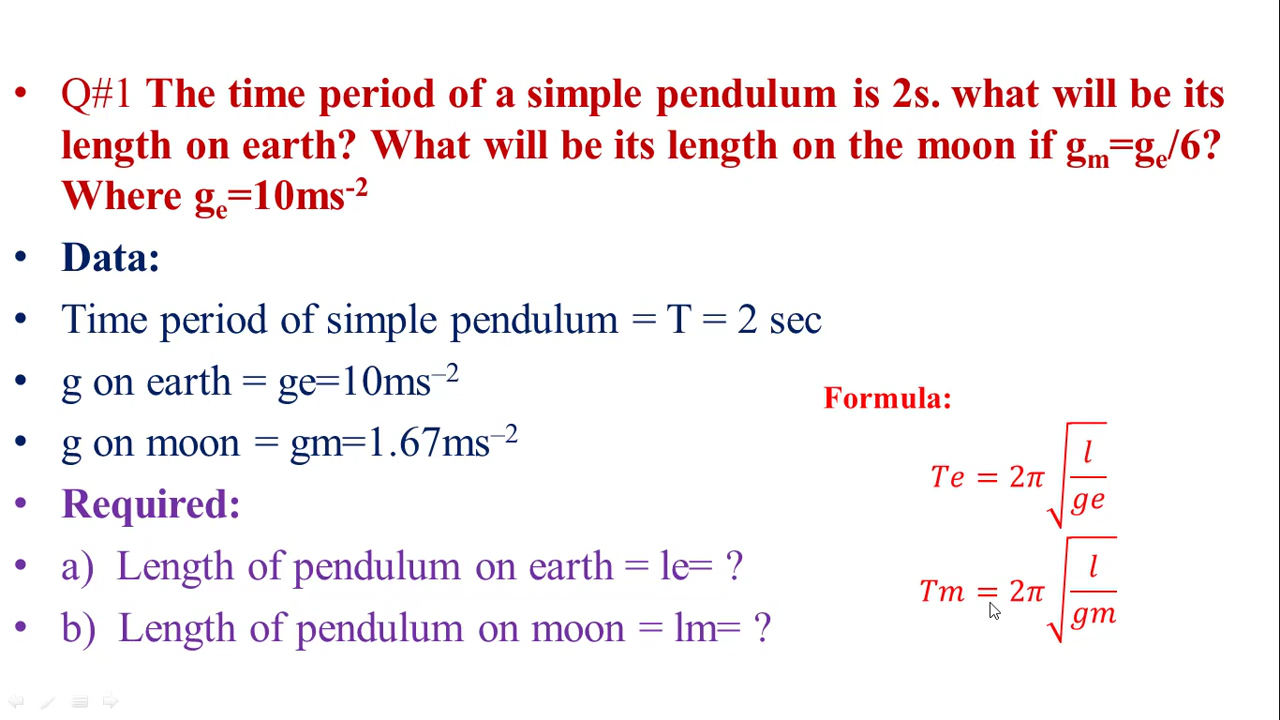 • Q#1 The time period of a simple pendulum is 2s. what will be its
length on earth? What will be its length on the moon if gₘ=gₑ/6?
Where gₑ=10ms⁻²
• Data:
• Time period of simple pendulum = T = 2 sec
• g on earth = ge=10ms⁻²
• g on moon = gm=1.67ms⁻²
• Required:
• a) Length of pendulum on earth = le= ?
• b) Length of pendulum on moon = lm= ?
Formula:
Te = 2π √(l/ge)
Tm = 2π √(l/gm)